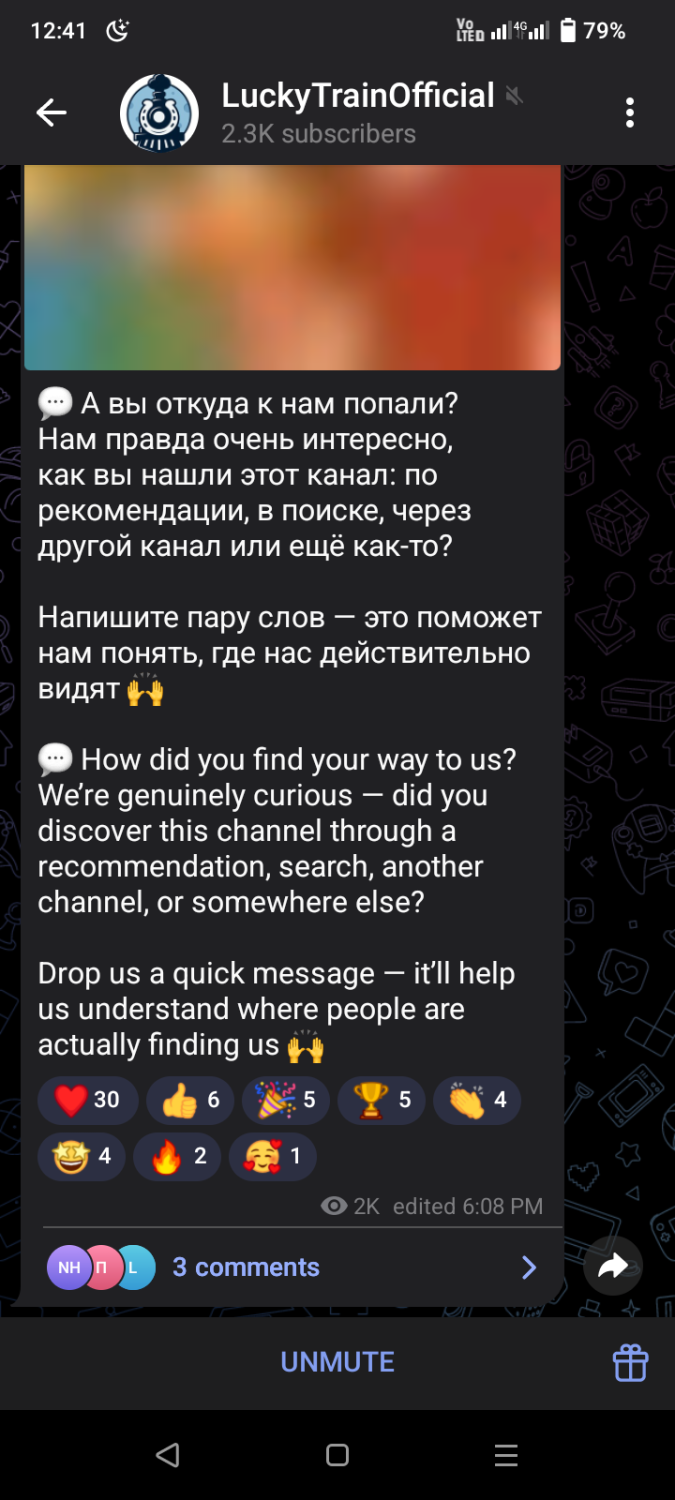 12:41
Vo LTED 4G 79%
LuckyTrainOfficial
2.3K subscribers
💬 А вы откуда к нам попали?
Нам правда очень интересно,
как вы нашли этот канал: по
рекомендации, в поиске, через
другой канал или ещё как-то?
Напишите пару слов — это поможет
нам понять, где нас действительно
видят 🙌
💬 How did you find your way to us?
We’re genuinely curious — did you
discover this channel through a
recommendation, search, another
channel, or somewhere else?
Drop us a quick message — it’ll help
us understand where people are
actually finding us 🙌
❤️ 30 👍 6 🎉 5 🏆 5 👏 4
🤩 4 🔥 2 🥰 1
2K edited 6:08 PM
NH П L 3 comments
UNMUTE